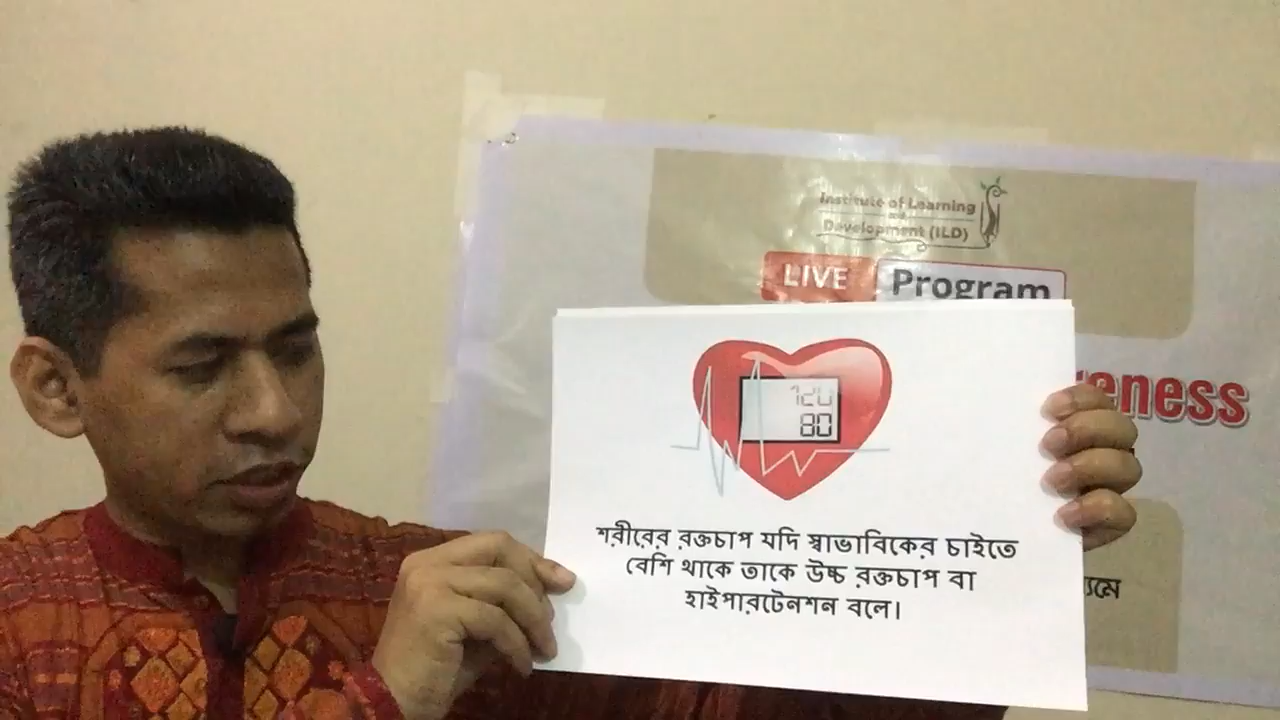 Institute of Learning
and
Development (ILD)
LIVE Program
eness
120
80
শরীরের রক্তচাপ যদি স্বাভাবিকের চাইতে
বেশি থাকে তাকে উচ্চ রক্তচাপ বা
হাইপারটেনশন বলে।